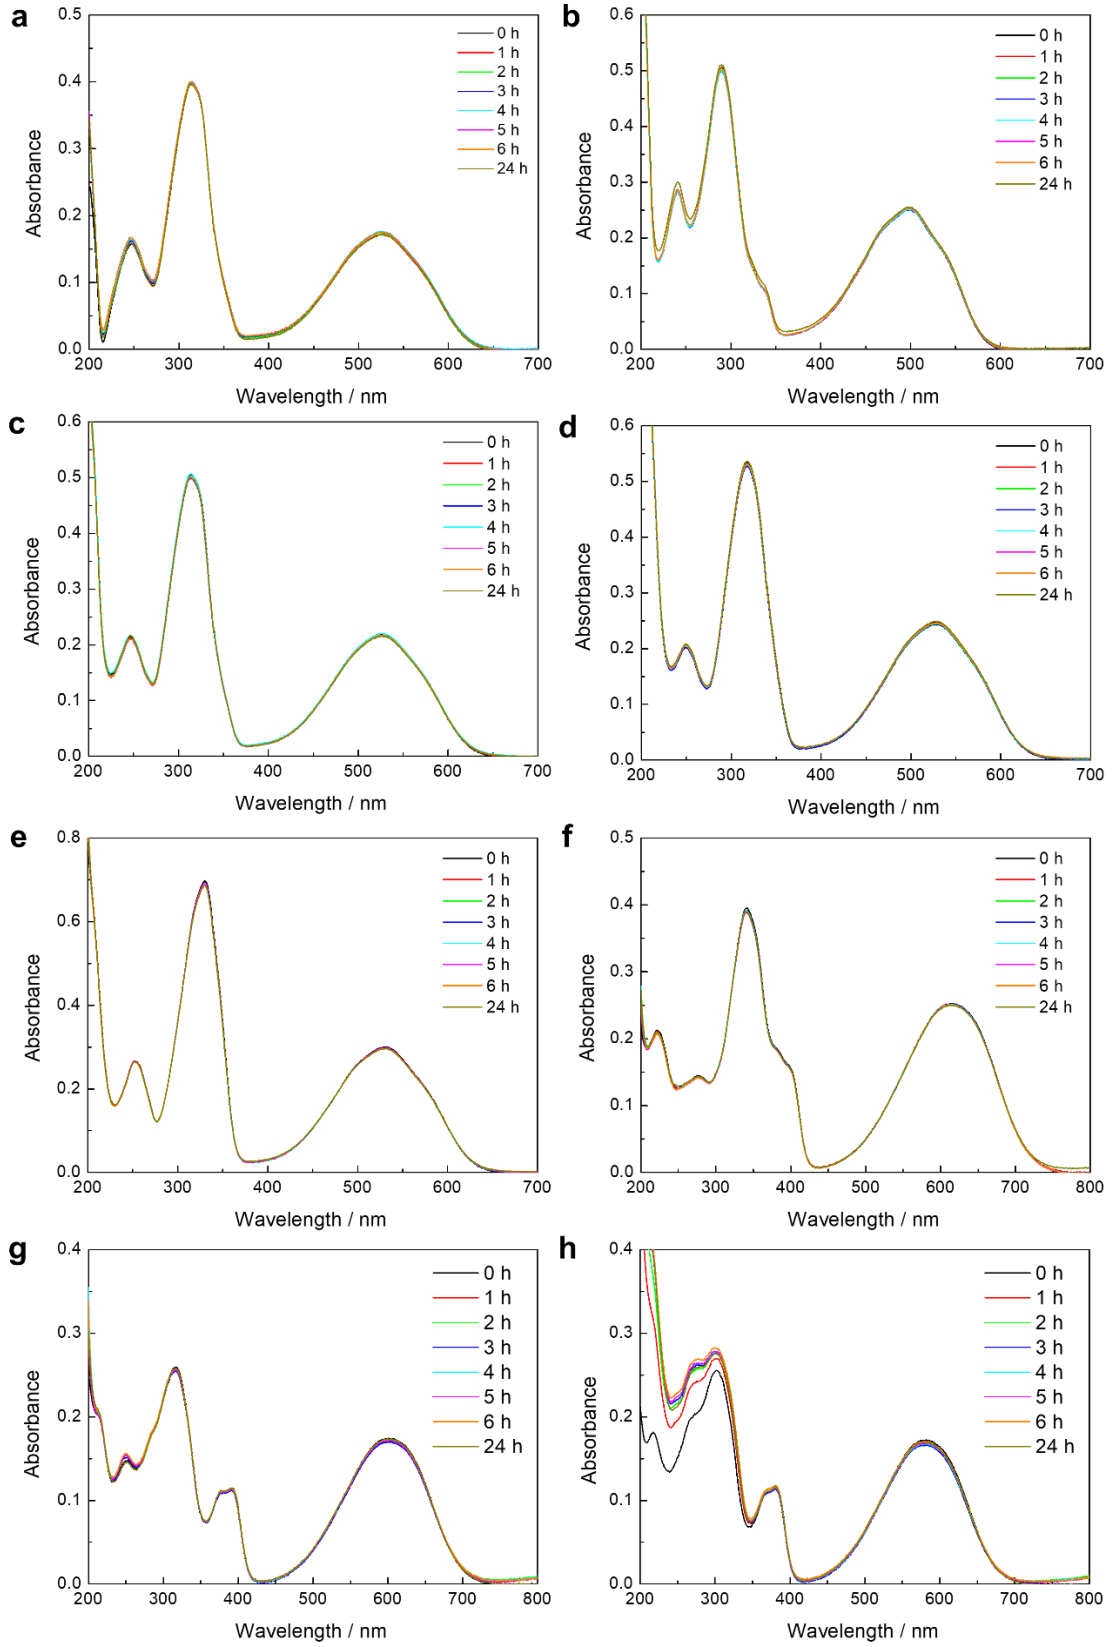 a
0.5
0.4
0.3
0.2
0.1
0.0
Absorbance
0 h
1 h
2 h
3 h
4 h
5 h
6 h
24 h
200 300 400 500 600 700
Wavelength / nm
b
0.6
0.5
0.4
0.3
0.2
0.1
0.0
Absorbance
0 h
1 h
2 h
3 h
4 h
5 h
6 h
24 h
200 300 400 500 600 700
Wavelength / nm
c
0.6
0.5
0.4
0.3
0.2
0.1
0.0
Absorbance
0 h
1 h
2 h
3 h
4 h
5 h
6 h
24 h
200 300 400 500 600 700
Wavelength / nm
d
0.6
0.5
0.4
0.3
0.2
0.1
0.0
Absorbance
0 h
1 h
2 h
3 h
4 h
5 h
6 h
24 h
200 300 400 500 600 700
Wavelength / nm
e
0.8
0.6
0.4
0.2
0.0
Absorbance
0 h
1 h
2 h
3 h
4 h
5 h
6 h
24 h
200 300 400 500 600 700
Wavelength / nm
f
0.5
0.4
0.3
0.2
0.1
0.0
Absorbance
0 h
1 h
2 h
3 h
4 h
5 h
6 h
24 h
200 300 400 500 600 700 800
Wavelength / nm
g
0.4
0.3
0.2
0.1
0.0
Absorbance
0 h
1 h
2 h
3 h
4 h
5 h
6 h
24 h
200 300 400 500 600 700 800
Wavelength / nm
h
0.4
0.3
0.2
0.1
0.0
Absorbance
0 h
1 h
2 h
3 h
4 h
5 h
6 h
24 h
200 300 400 500 600 700 800
Wavelength / nm